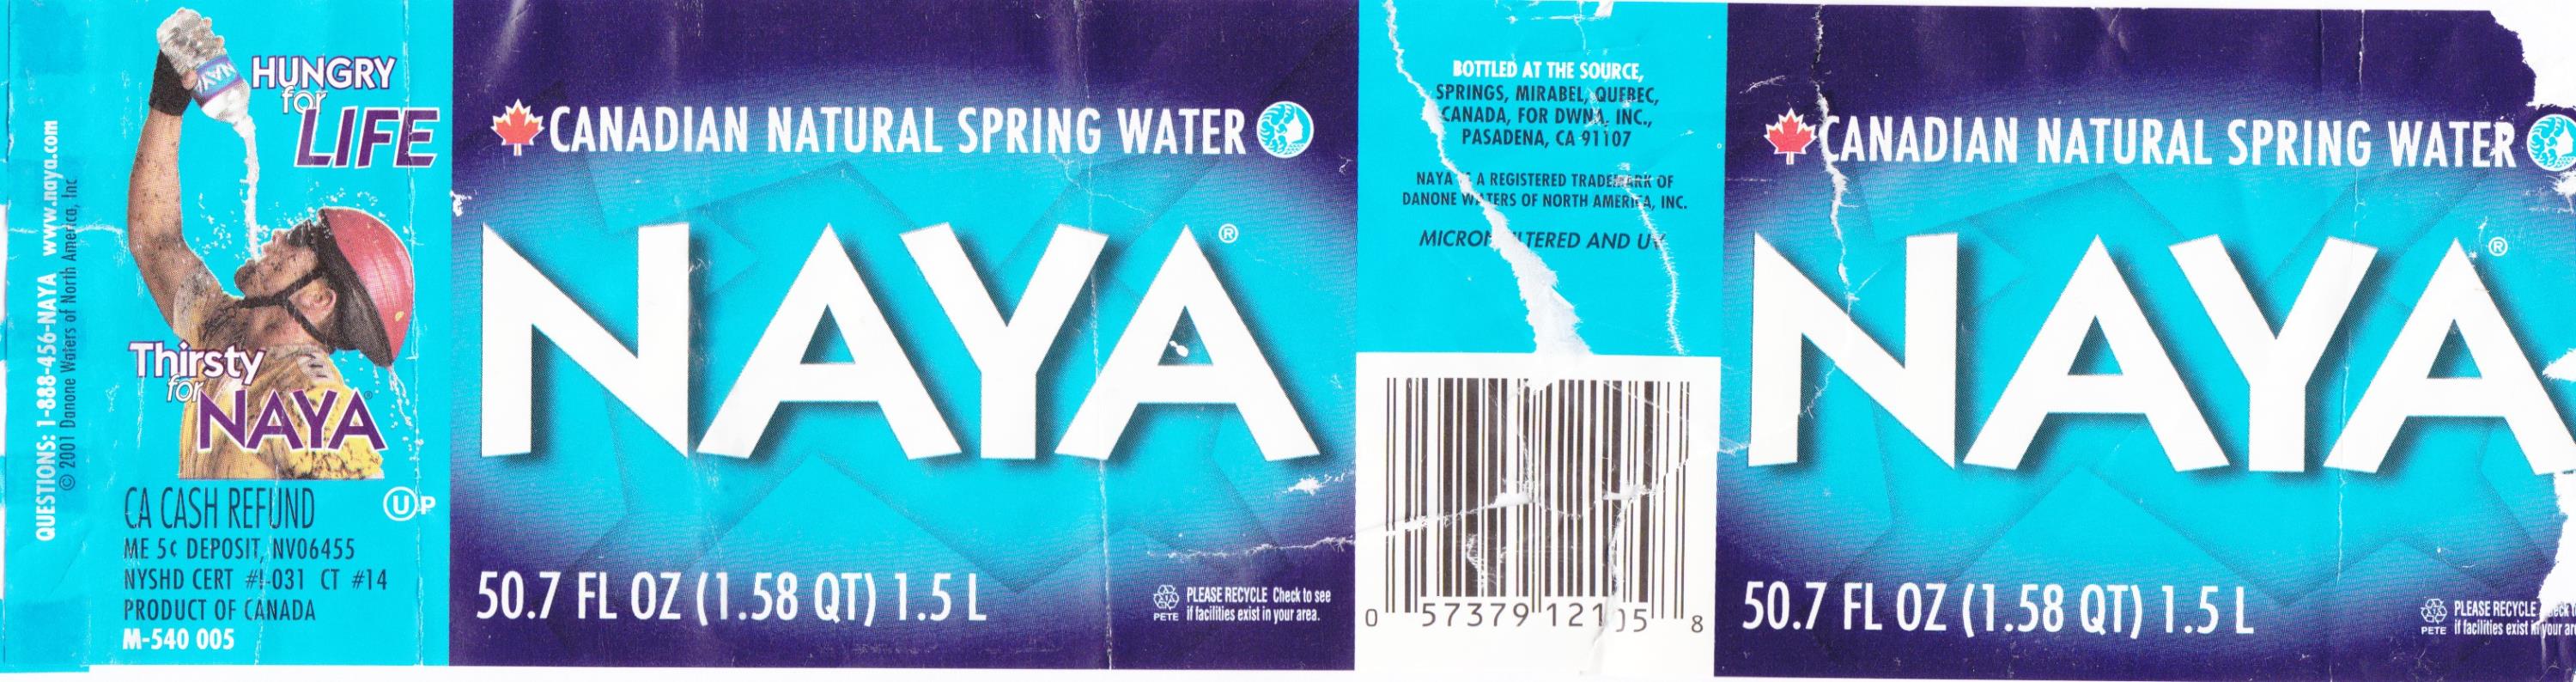 QUESTIONS: 1-888-456-NAYA www.naya.com
© 2001 Danone Waters of North America, Inc
NAYA
HUNGRY
for
LIFE
Thirsty
for
NAYA®
CA CASH REFUND
U P
ME 5¢ DEPOSIT, NV06455
NYSHD CERT #I-031 CT #14
PRODUCT OF CANADA
M-540 005
CANADIAN NATURAL SPRING WATER
NAYA®
50.7 FL OZ (1.58 QT) 1.5 L
PETE
PLEASE RECYCLE Check to see
if facilities exist in your area.
BOTTLED AT THE SOURCE,
SPRINGS, MIRABEL, QUEBEC,
CANADA, FOR DWNA, INC.,
PASADENA, CA 91107
NAYA IS A REGISTERED TRADEMARK OF
DANONE WATERS OF NORTH AMERICA, INC.
AND UV
0 57379 12105 8
CANADIAN NATURAL SPRING WATER
NAYA®
50.7 FL OZ (1.58 QT) 1.5 L
PETE
PLEASE RECYCLE
if facilities exist in your